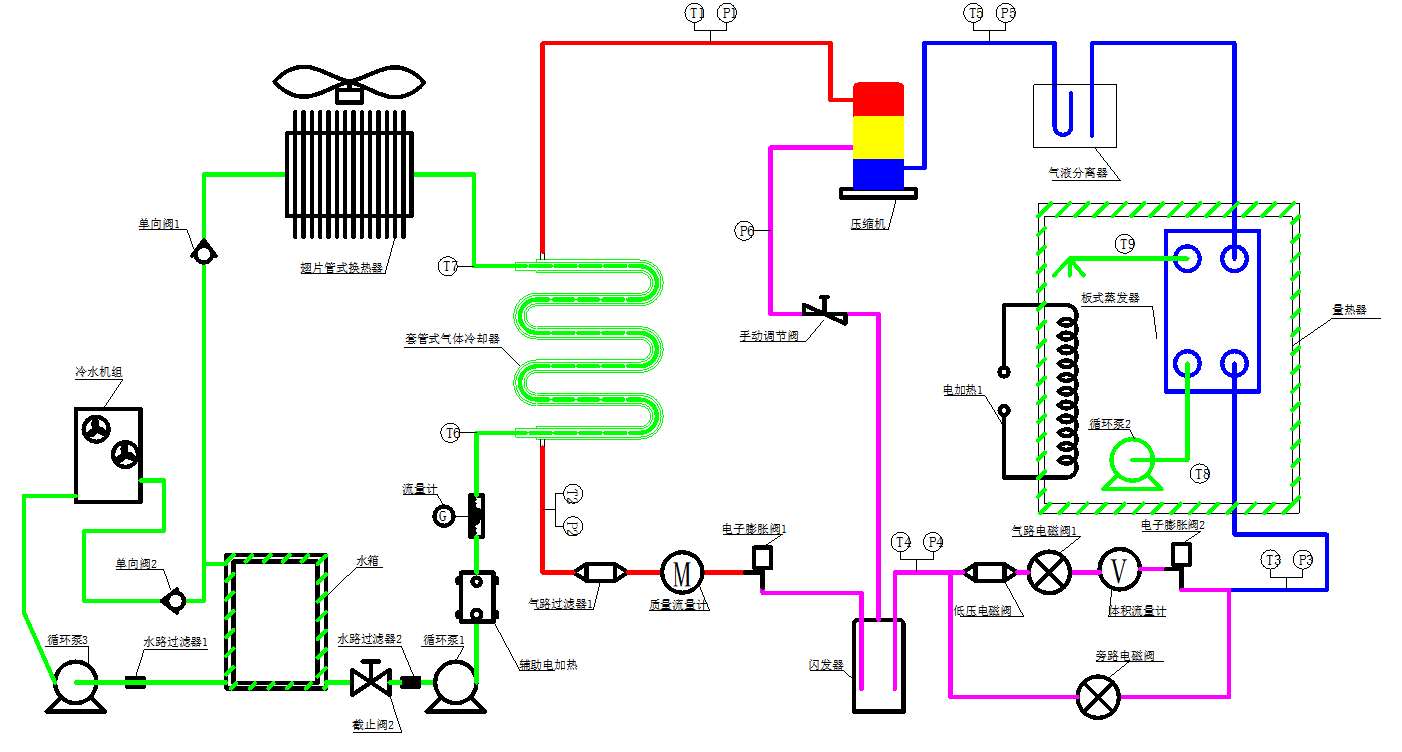 T1 P1
T5 P5
气液分离器
单向阀1
压缩机
P6
T9
翅片管式换热器
T7
板式蒸发器
量热器
手动调节阀
套管式气体冷却器
冷水机组
电加热1
循环泵2
T6
T8
流量计
G
T2
P2
电子膨胀阀1
气路电磁阀1
电子膨胀阀2
T4 P4
T3 P3
单向阀2
水箱
M
V
气路过滤器1
质量流量计
低压电磁阀
体积流量计
循环泵3
水路过滤器1
水路过滤器2
循环泵1
辅助电加热
闪发器
旁路电磁阀
截止阀2